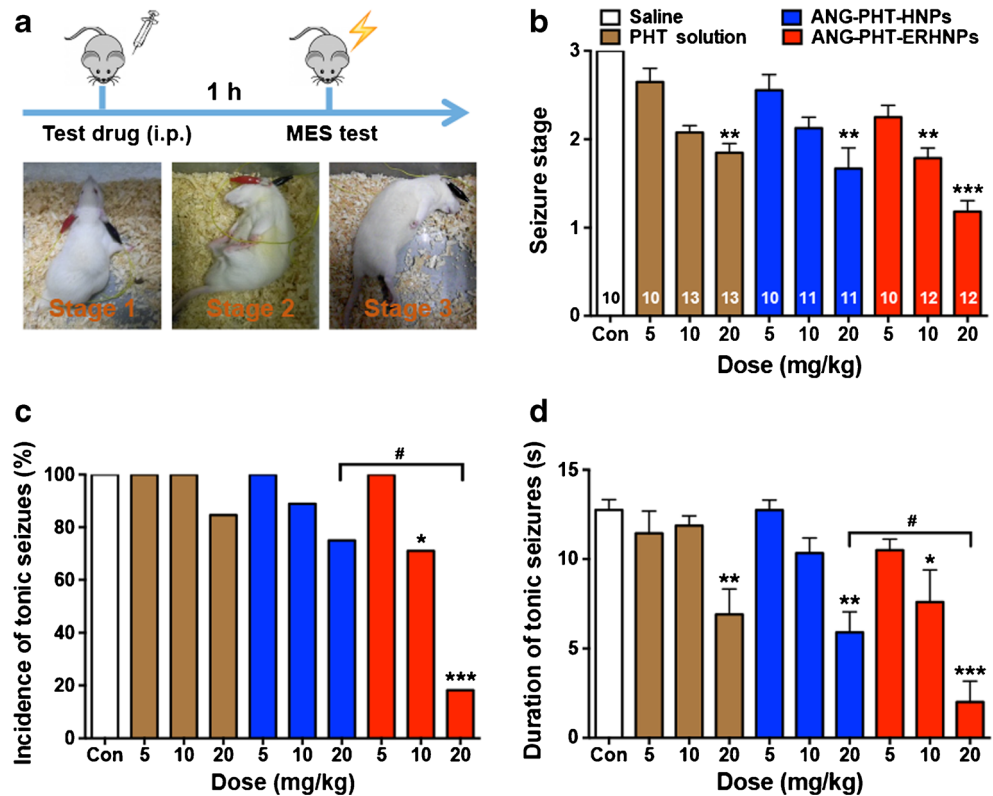 a
1 h
Test drug (i.p.)
MES test
Stage 1
Stage 2
Stage 3
b
Saline
PHT solution
ANG-PHT-HNPs
ANG-PHT-ERHNPs
Seizure stage
3
2
1
0
** ** ** ***
10 10 13 13 10 11 11 10 12 12
Con 5 10 20 5 10 20 5 10 20
Dose (mg/kg)
c
Incidence of tonic seizues (%)
100
80
60
40
20
0
#
*
***
Con 5 10 20 5 10 20 5 10 20
Dose (mg/kg)
d
Duration of tonic seizures (s)
15
10
5
0
#
** ** * ***
Con 5 10 20 5 10 20 5 10 20
Dose (mg/kg)